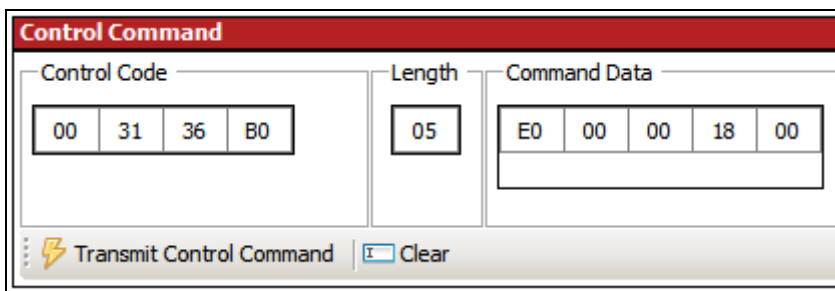 Control Command
Control Code Length Command Data
00 31 36 B0 05 E0 00 00 18 00
Transmit Control Command Clear